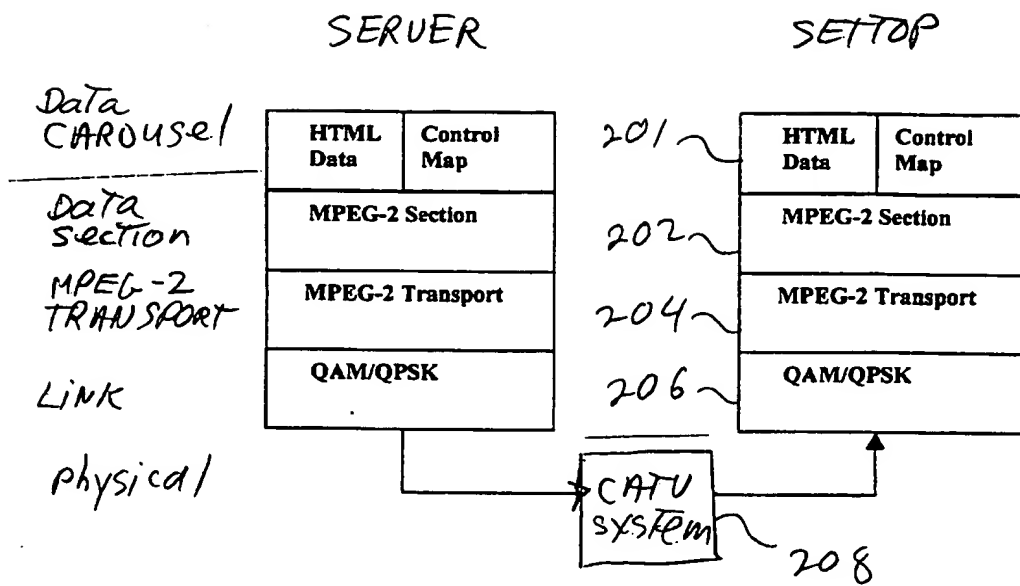 SERVER
SETTOP
Data
CAROUSEL
HTML
Data
Control
Map
201
HTML
Data
Control
Map
Data
section
MPEG-2 Section
202
MPEG-2 Section
MPEG-2
TRANSPORT
MPEG-2 Transport
204
MPEG-2 Transport
LINK
QAM/QPSK
206
QAM/QPSK
physical
CATV
SYSTEM
208